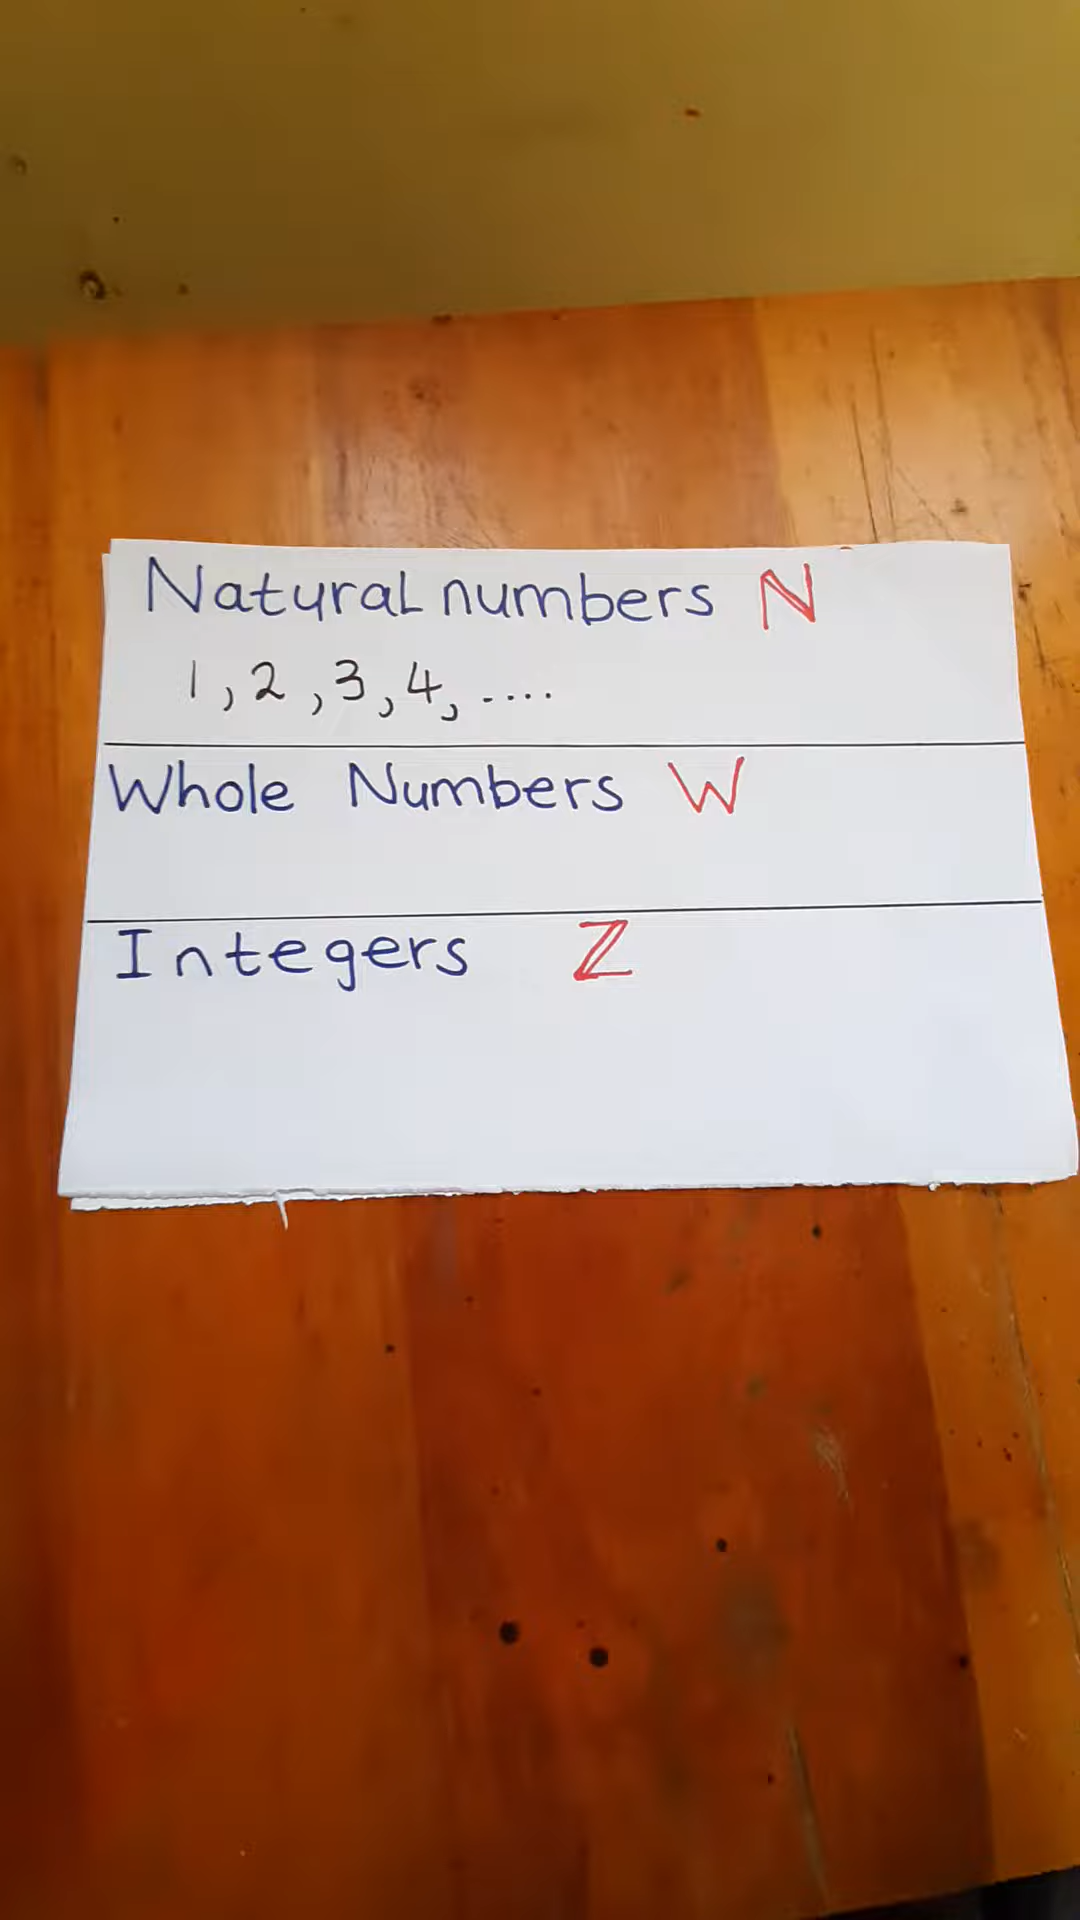 Natural numbers N
1, 2, 3, 4, ....
Whole Numbers W
Integers Z